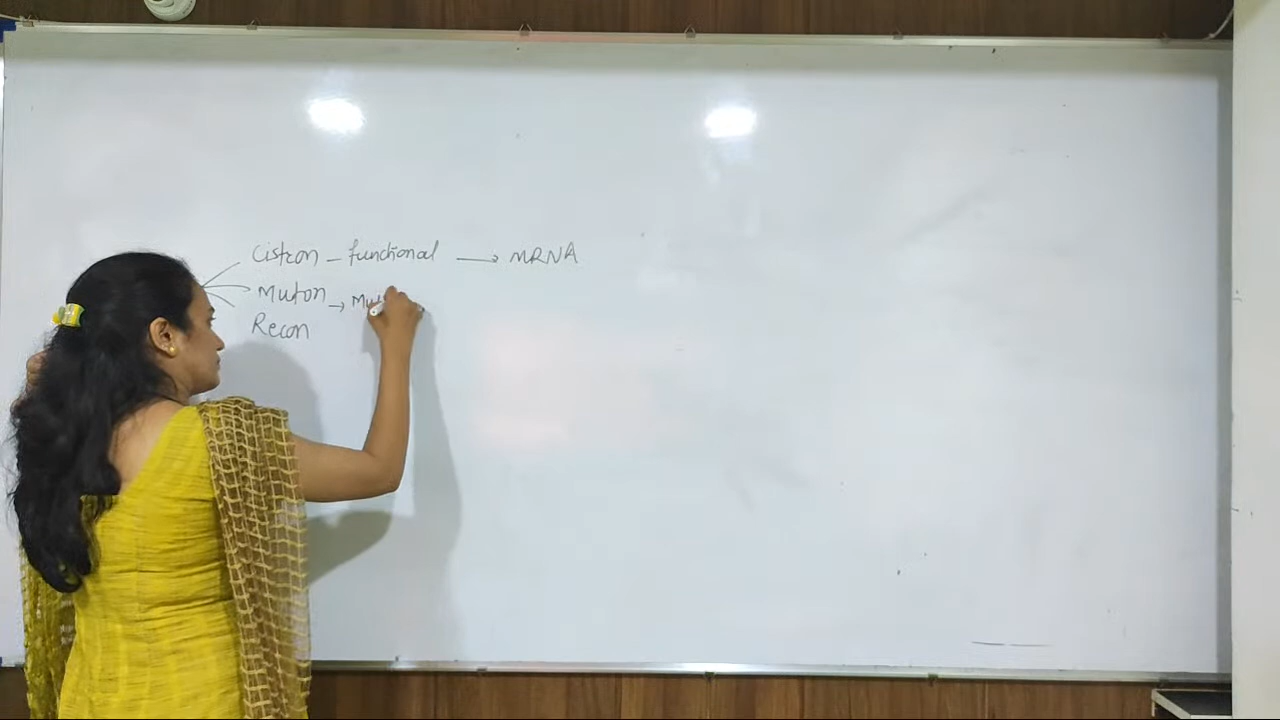 Cistron – functional → mRNA
Muton →
Recon